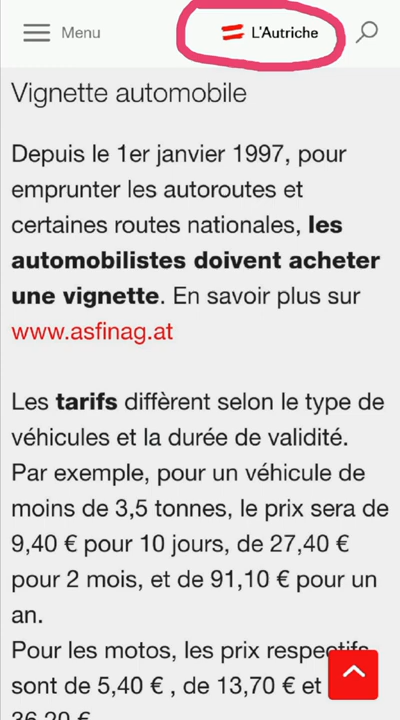 Menu
L'Autriche
Vignette automobile
Depuis le 1er janvier 1997, pour
emprunter les autoroutes et
certaines routes nationales, les
automobilistes doivent acheter
une vignette. En savoir plus sur
www.asfinag.at
Les tarifs diffèrent selon le type de
véhicules et la durée de validité.
Par exemple, pour un véhicule de
moins de 3,5 tonnes, le prix sera de
9,40 € pour 10 jours, de 27,40 €
pour 2 mois, et de 91,10 € pour un
an.
Pour les motos, les prix respectifs
sont de 5,40 € , de 13,70 € et
36,20 €